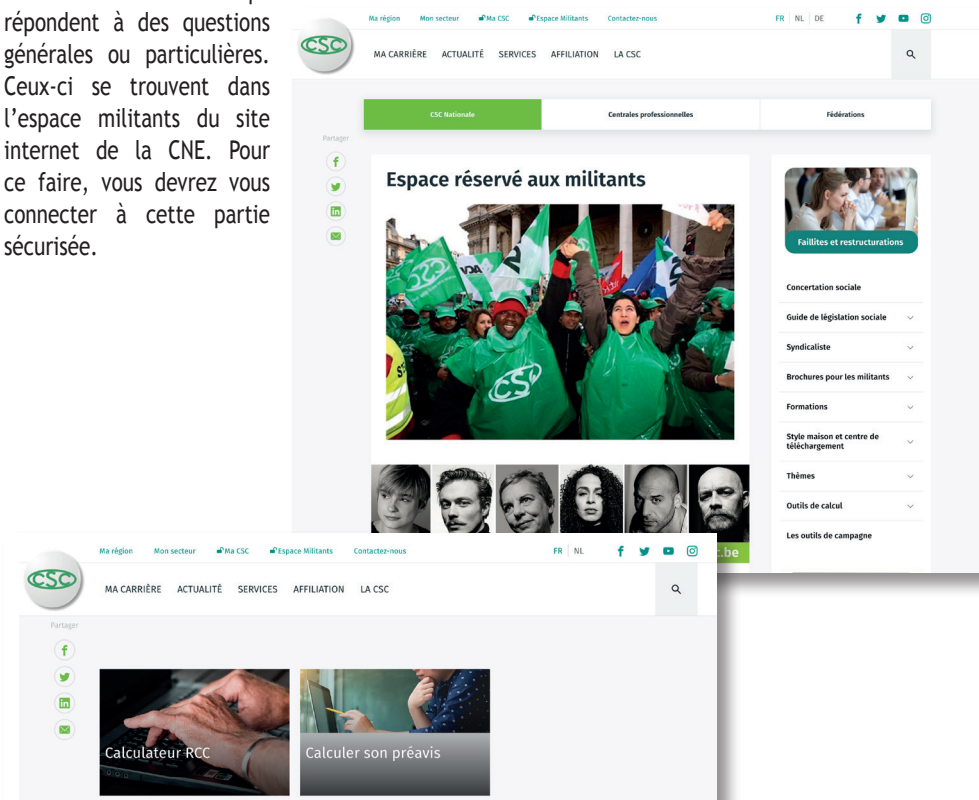 répondent à des questions
générales ou particulières.
Ceux-ci se trouvent dans
l’espace militants du site
internet de la CNE. Pour
ce faire, vous devrez vous
connecter à cette partie
sécurisée.
Ma région Mon secteur Ma CSC Espace Militants Contactez-nous FR NL DE
CSC MA CARRIÈRE ACTUALITÉ SERVICES AFFILIATION LA CSC
CSC Nationale Centrales professionnelles Fédérations
Partager
Espace réservé aux militants
CSC
Faillites et restructurations
Concertation sociale
Guide de législation sociale
Syndicaliste
Brochures pour les militants
Formations
Style maison et centre de
téléchargement
Thèmes
Outils de calcul
Les outils de campagne
Ma région Mon secteur Ma CSC Espace Militants Contactez-nous FR NL
CSC MA CARRIÈRE ACTUALITÉ SERVICES AFFILIATION LA CSC
Partager
Calculateur RCC Calculer son préavis